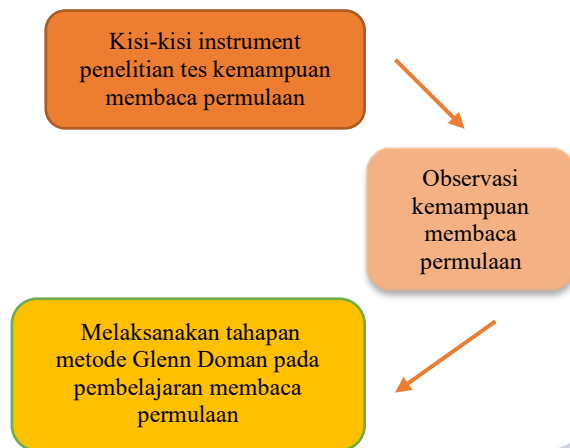 Kisi-kisi instrument
penelitian tes kemampuan
membaca permulaan
Observasi
kemampuan
membaca
permulaan
Melaksanakan tahapan
metode Glenn Doman pada
pembelajaran membaca
permulaan